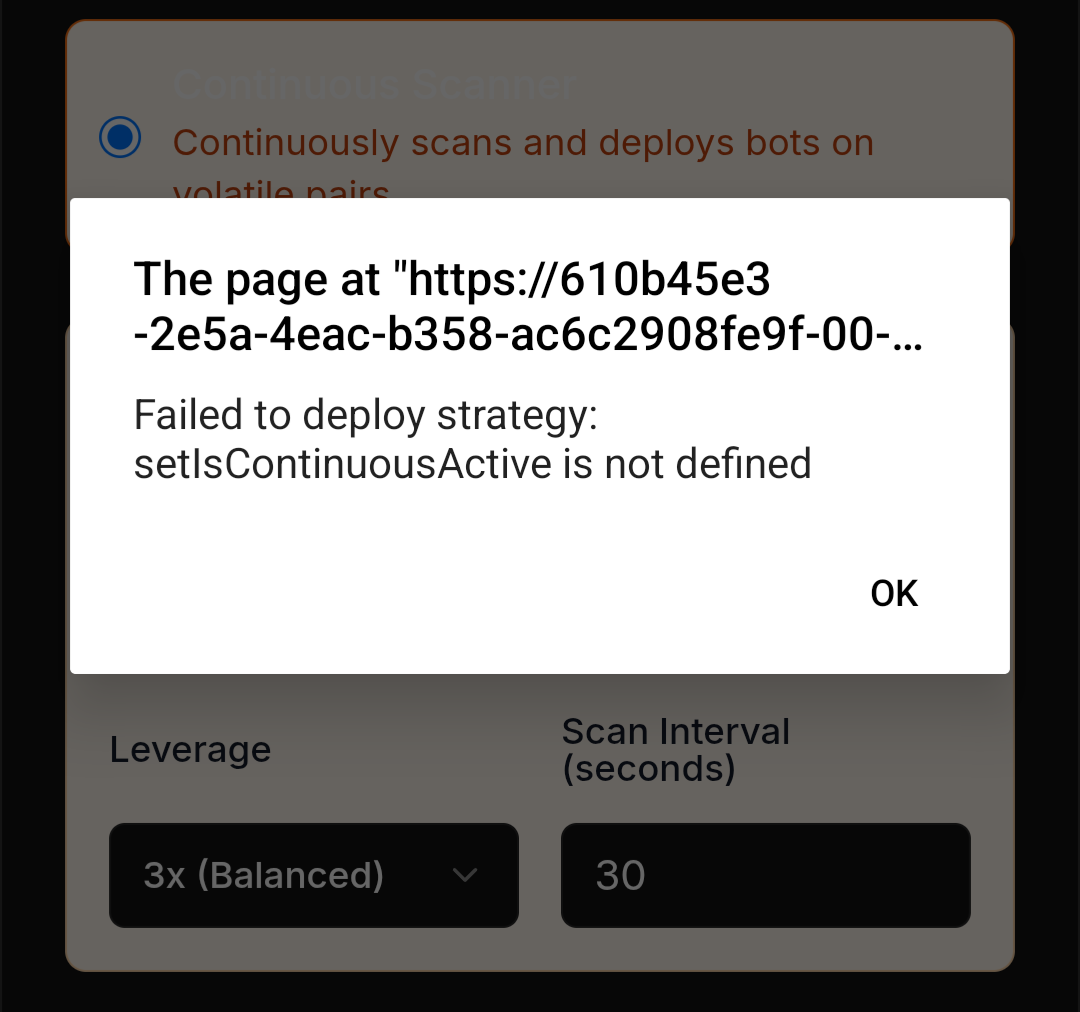 Continuous Scanner
Continuously scans and deploys bots on
volatile pairs
The page at "https://610b45e3
-2e5a-4eac-b358-ac6c2908fe9f-00-…
Failed to deploy strategy:
setIsContinuousActive is not defined
OK
Leverage
Scan Interval
(seconds)
3x (Balanced)
30